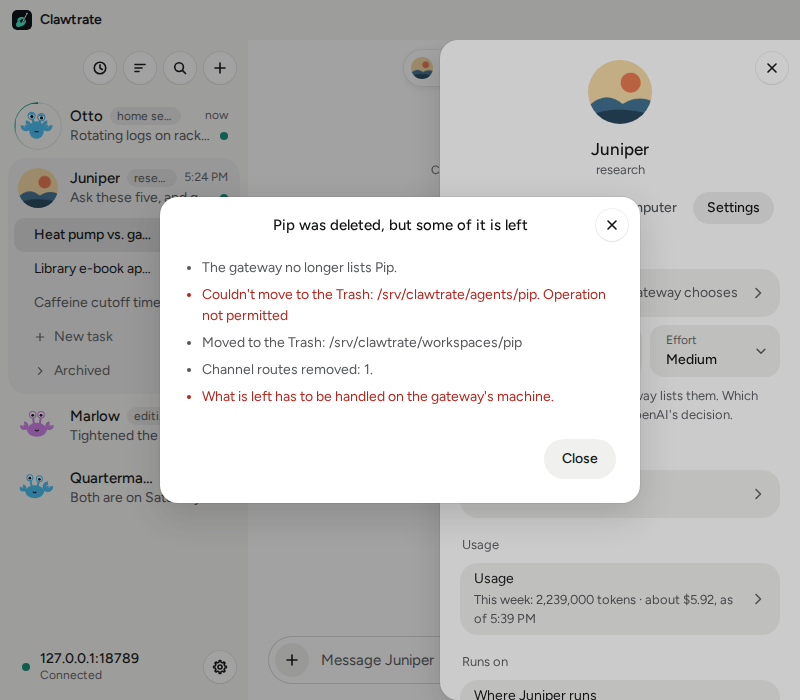 Clawtrate
Otto
home se...
now
Rotating logs on rack...
Juniper
rese...
5:24 PM
Ask these five, and g...
Heat pump vs. ga...
Library e-book ap...
Caffeine cutoff time
New task
Archived
Marlow
editi
Tightened the
Quarterma...
Both are on Sat
127.0.0.1:18789
Connected
Message Juniper
Juniper
research
Settings
ateway chooses
Effort
Medium
way lists them. Which
penAI's decision.
Usage
Usage
This week: 2,239,000 tokens · about $5.92, as
of 5:39 PM
Runs on
Where Juniper runs
Pip was deleted, but some of it is left
The gateway no longer lists Pip.
Couldn't move to the Trash: /srv/clawtrate/agents/pip. Operation
not permitted
Moved to the Trash: /srv/clawtrate/workspaces/pip
Channel routes removed: 1.
What is left has to be handled on the gateway's machine.
Close